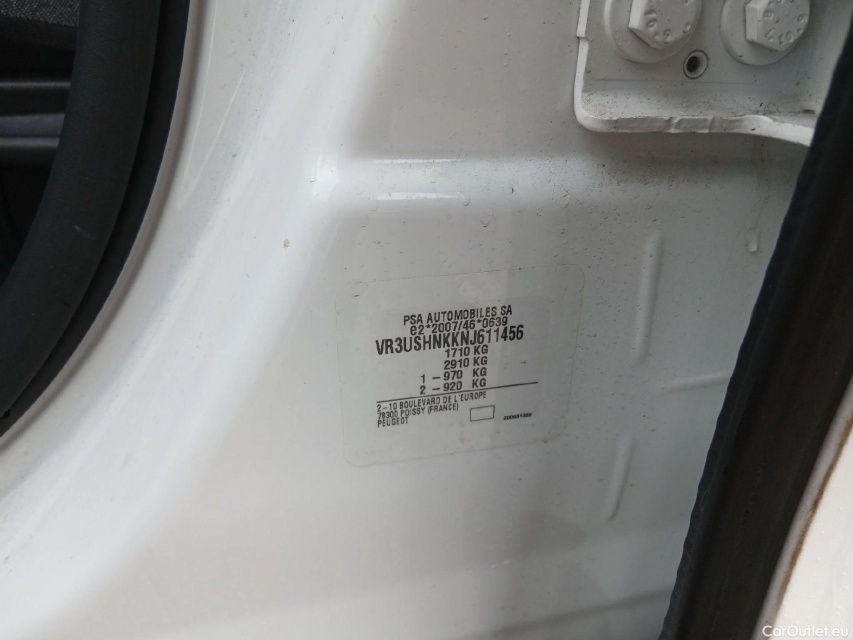 PSA AUTOMOBILES SA
e2*2007/46*0639
VR3USHNKKNJ611456
1710 KG
2910 KG
1 - 970 KG
2 - 920 KG
2-10 BOULEVARD DE L'EUROPE
78300 POISSY (FRANCE)
PEUGEOT
CarOutlet.eu